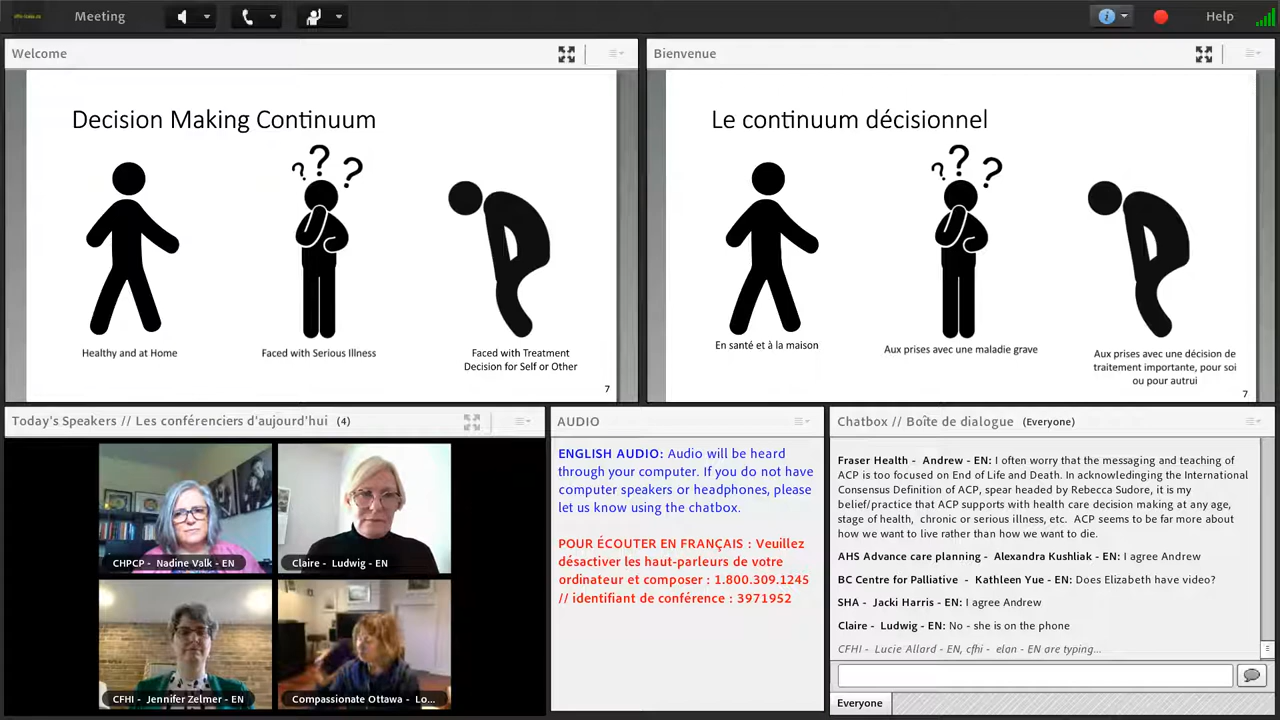 Meeting
Help
Welcome
Decision Making Continuum
? ? ?
Healthy and at Home
Faced with Serious Illness
Faced with Treatment
Decision for Self or Other
7
Bienvenue
Le continuum décisionnel
? ? ?
En santé et à la maison
Aux prises avec une maladie grave
Aux prises avec une décision de
traitement importante, pour soi
ou pour autrui
7
Today's Speakers // Les conférenciers d'aujourd'hui (4)
CHPCP - Nadine Valk - EN
Claire - Ludwig - EN
CFHI - Jennifer Zelmer - EN
Compassionate Ottawa - Lo...
AUDIO
ENGLISH AUDIO: Audio will be heard
through your computer. If you do not have
computer speakers or headphones, please
let us know using the chatbox.
POUR ÉCOUTER EN FRANÇAIS : Veuillez
désactiver les haut-parleurs de votre
ordinateur et composer : 1.800.309.1245
// identifiant de conférence : 3971952
Chatbox // Boîte de dialogue (Everyone)
Fraser Health - Andrew - EN: I often worry that the messaging and teaching of
ACP is too focused on End of Life and Death. In acknowleding the International
Consensus Definition of ACP, spear headed by Rebecca Sudore, it is my
belief/practice that ACP supports with health care decision making at any age,
stage of health, chronic or serious illness, etc. ACP seems to be far more about
how we want to live rather than how we want to die.
AHS Advance care planning - Alexandra Kushliak - EN: I agree Andrew
BC Centre for Palliative - Kathleen Yue - EN: Does Elizabeth have video?
SHA - Jacki Harris - EN: I agree Andrew
Claire - Ludwig - EN: No - she is on the phone
CFHI - Lucie Allard - EN, cfhi - elan - EN are typing...
Everyone